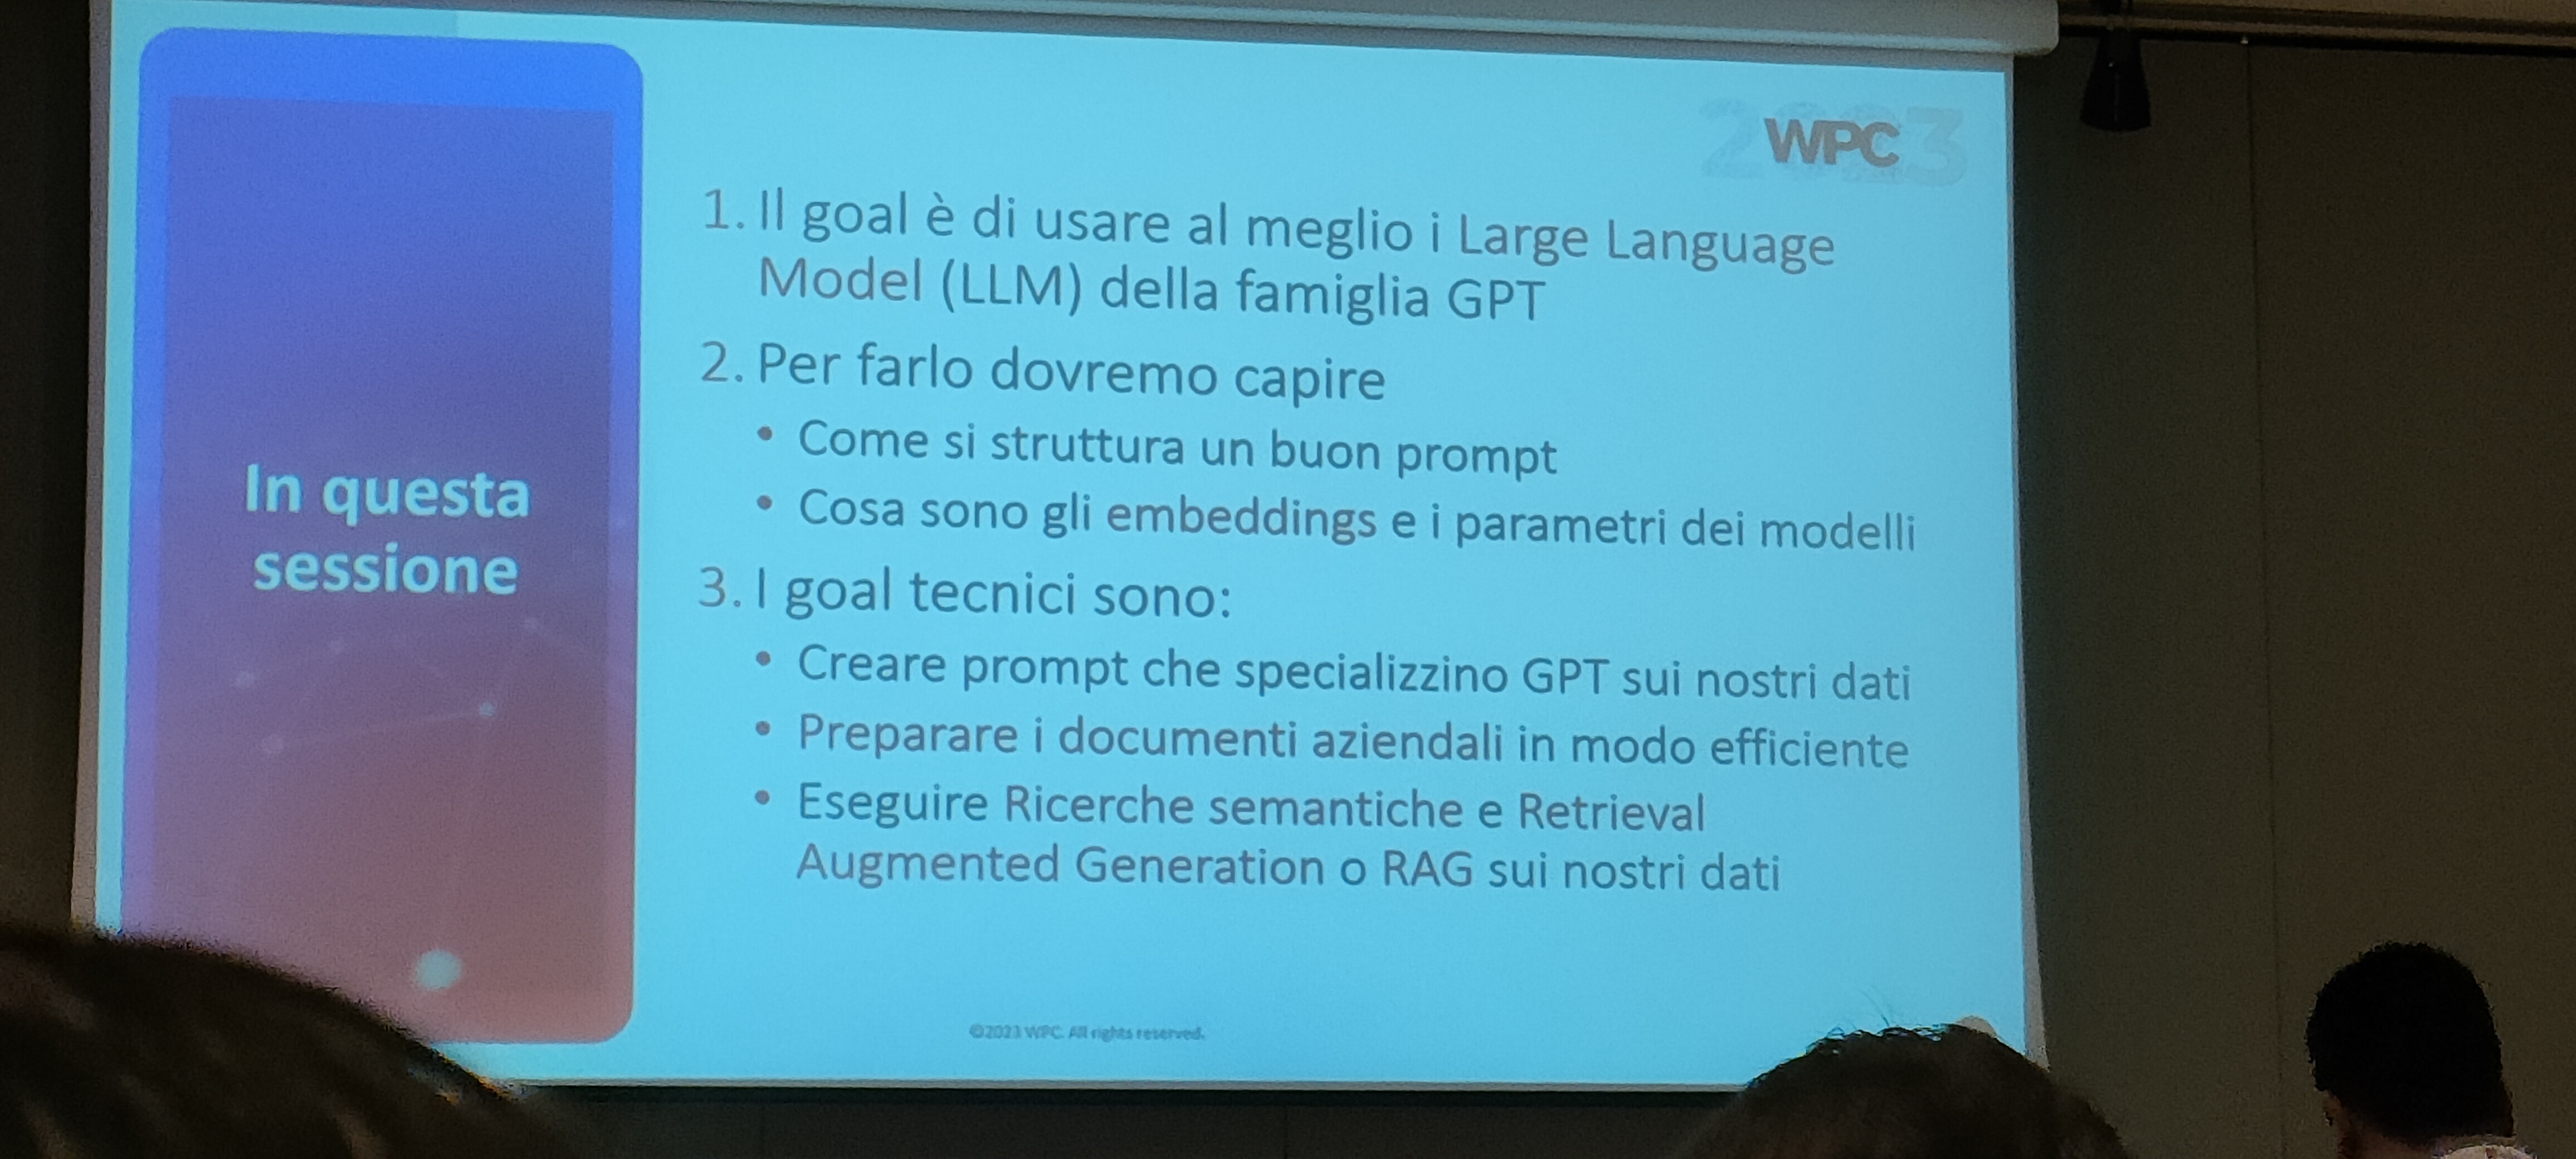 In questa
sessione
WPC
2023
1. Il goal è di usare al meglio i Large Language
Model (LLM) della famiglia GPT
2. Per farlo dovremo capire
• Come si struttura un buon prompt
• Cosa sono gli embeddings e i parametri dei modelli
3. I goal tecnici sono:
• Creare prompt che specializzino GPT sui nostri dati
• Preparare i documenti aziendali in modo efficiente
• Eseguire Ricerche semantiche e Retrieval
Augmented Generation o RAG sui nostri dati
©2023 WPC. All rights reserved.